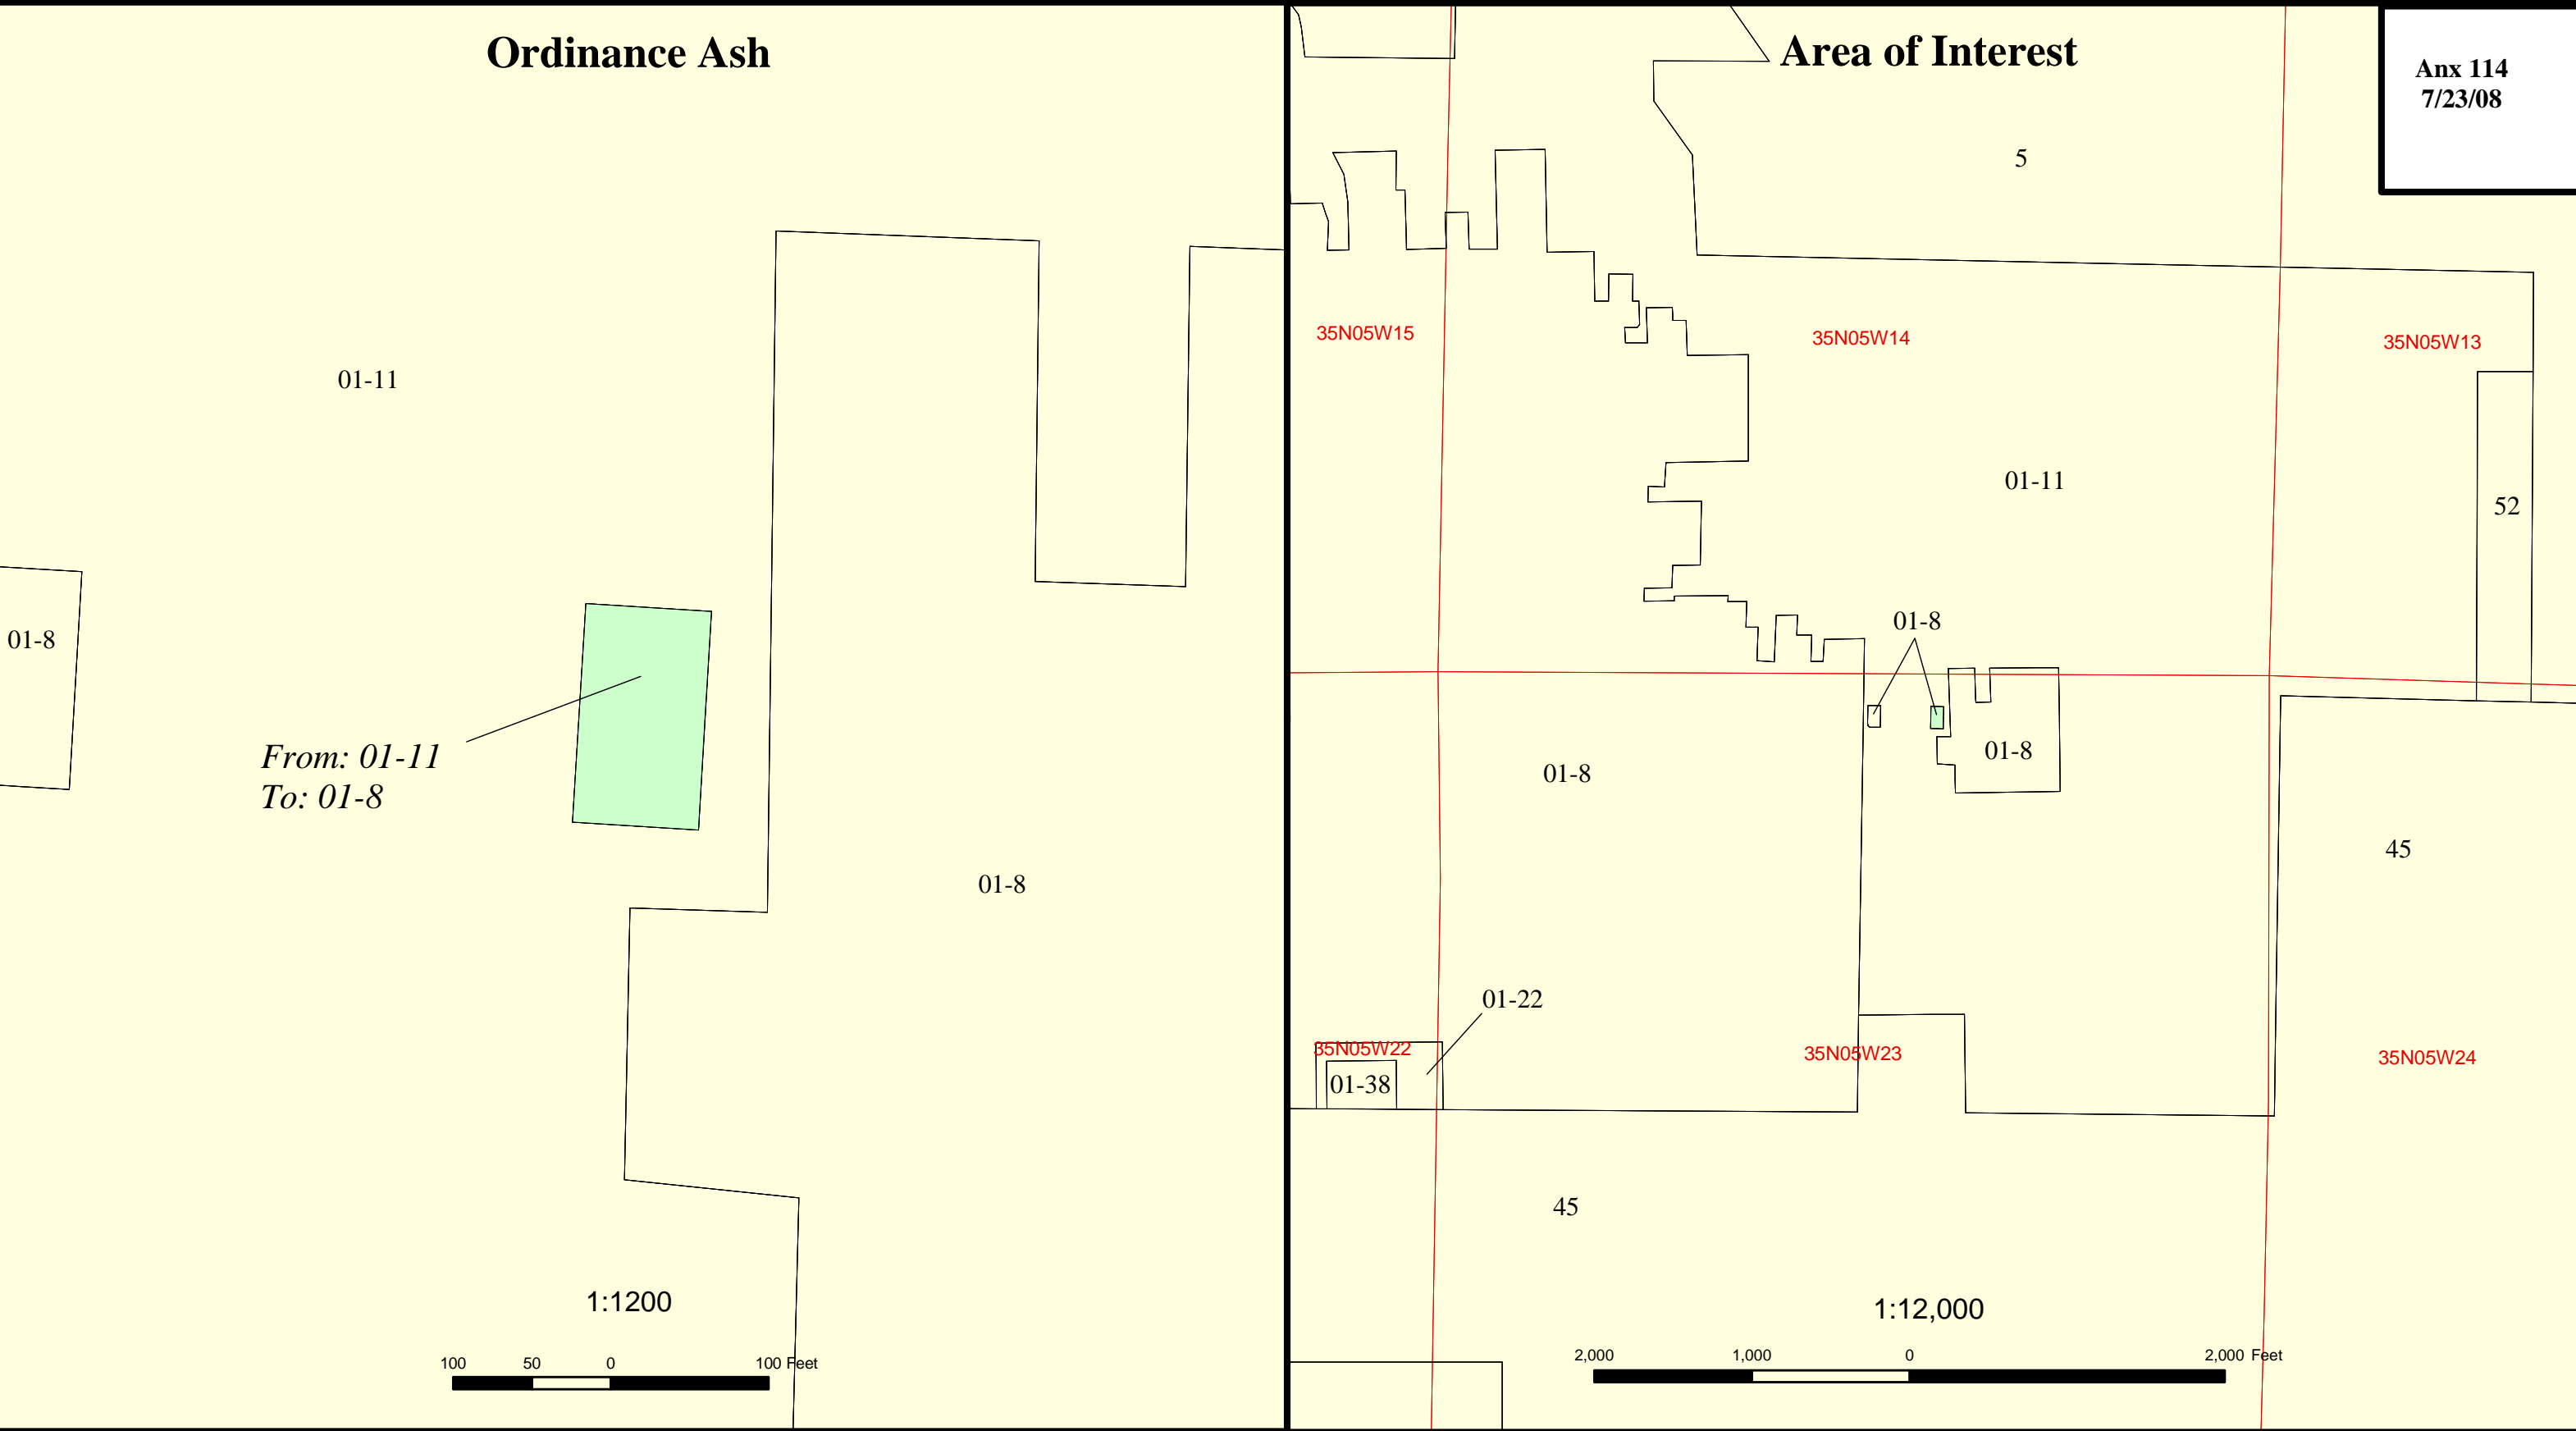 Ordinance Ash
01-11
01-8
From: 01-11
To: 01-8
01-8
1:1200
100 50 0 100 Feet
Area of Interest
Anx 114
7/23/08
5
35N05W15
35N05W14
35N05W13
01-11
52
01-8
01-8
01-8
45
01-22
35N05W22
35N05W23
35N05W24
01-38
45
1:12,000
2,000 1,000 0 2,000 Feet